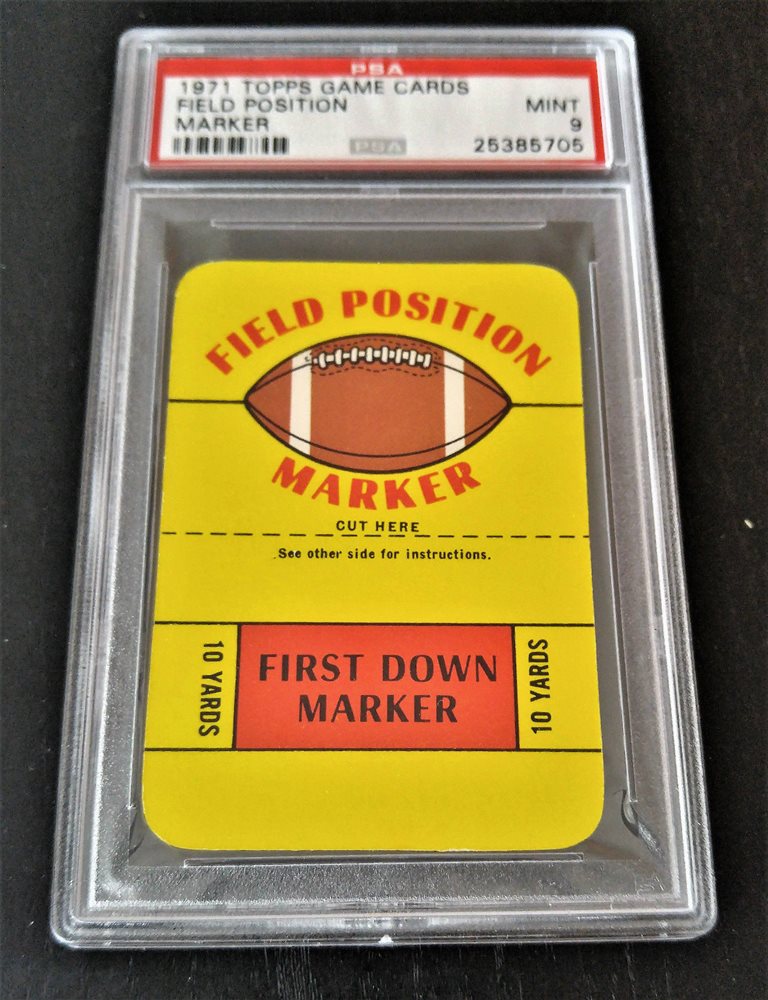 PSA
1971 TOPPS GAME CARDS
FIELD POSITION MINT
MARKER 9
PSA 25385705
FIELD POSITION
MARKER
CUT HERE
See other side for instructions.
10 YARDS
FIRST DOWN
MARKER
10 YARDS